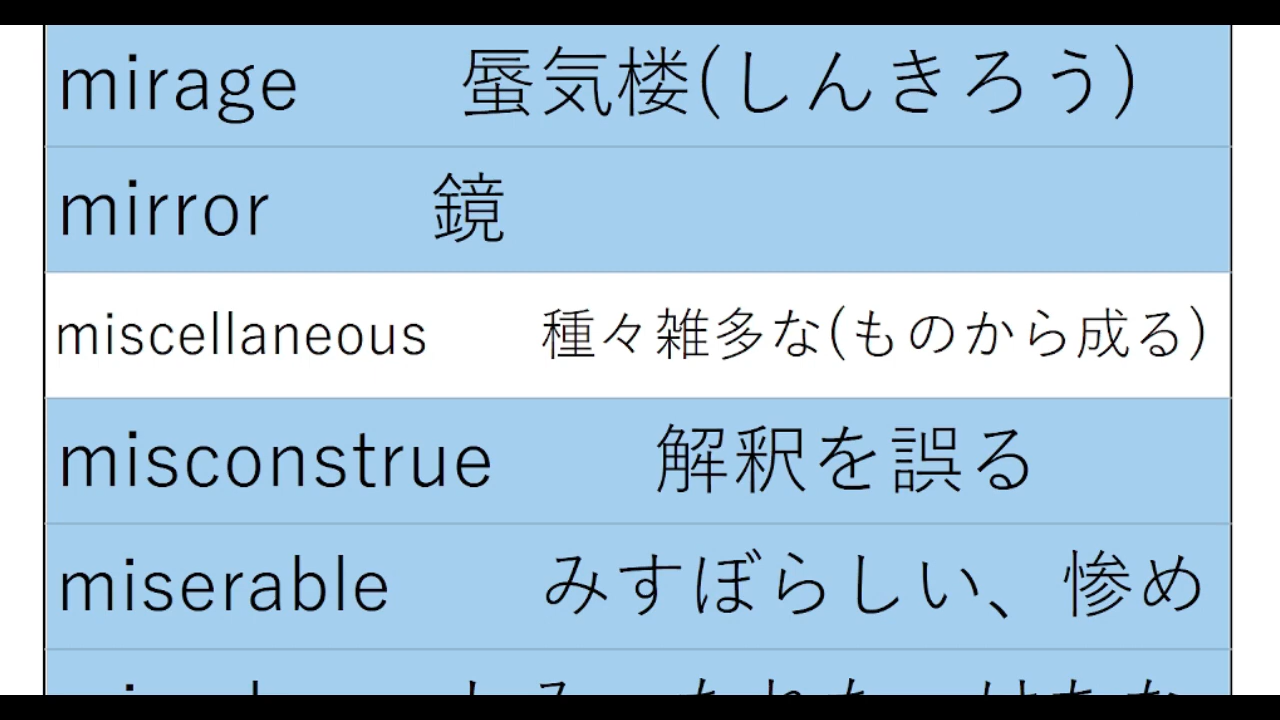 mirage 蜃気楼(しんきろう)
mirror 鏡
miscellaneous 種々雑多な(ものから成る)
misconstrue 解釈を誤る
miserable みすぼらしい、惨め